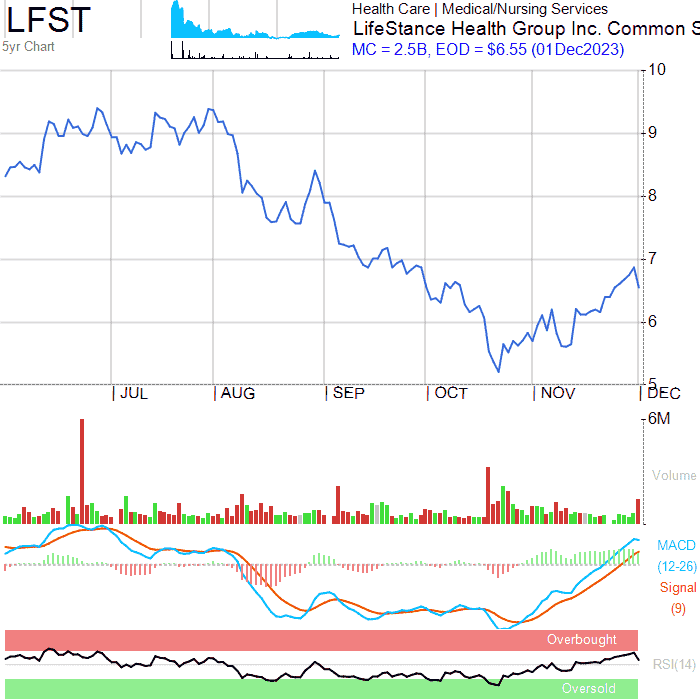 LFST
5yr Chart
Health Care | Medical/Nursing Services
LifeStance Health Group Inc. Common S
MC = 2.5B, EOD = $6.55 (01Dec2023)
10
9
8
7
6
5
JUL
AUG
SEP
OCT
NOV
DEC
6M
Volume
MACD
(12-26)
Signal
(9)
Overbought
RSI(14)
Oversold